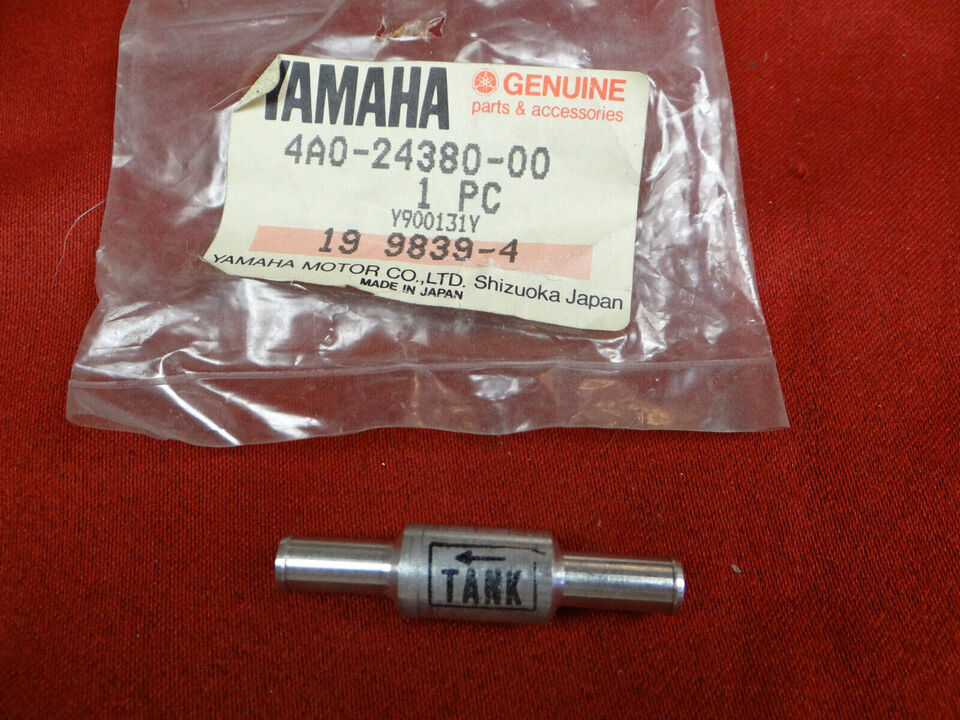 YAMAHA GENUINE
parts & accessories
4A0-24380-00
1 PC
Y900131Y
19 9839-4
YAMAHA MOTOR CO.,LTD. Shizuoka Japan
MADE IN JAPAN
TANK